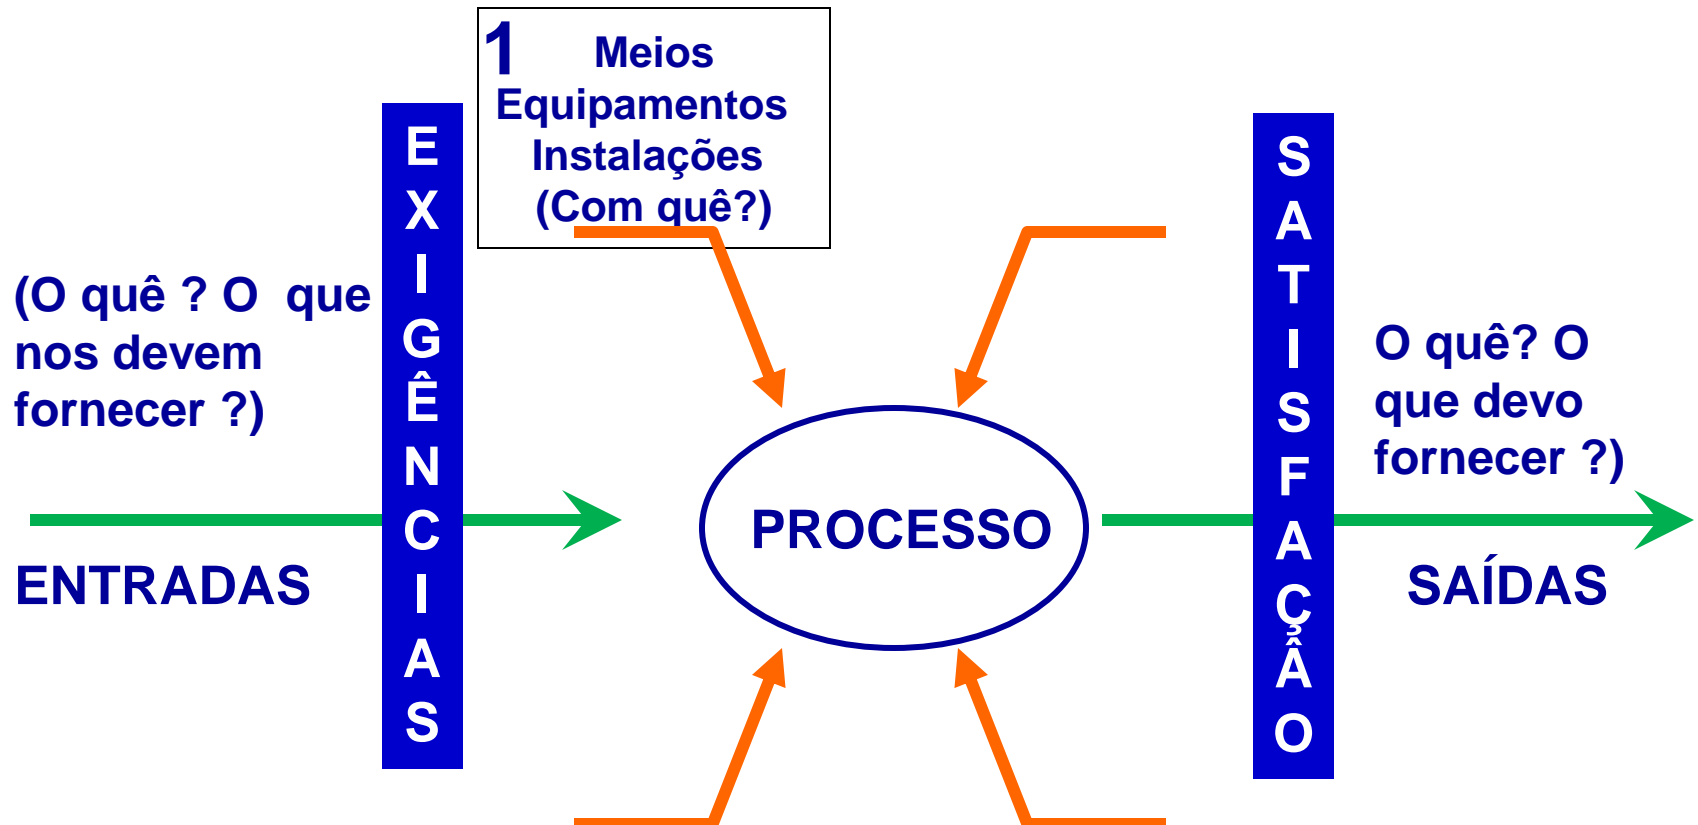 1
Meios
Equipamentos
Instalações
(Com quê?)
E
X
I
G
Ê
N
C
I
A
S
(O quê ? O  que
nos devem
fornecer ?)
ENTRADAS
PROCESSO
S
A
T
I
S
F
A
Ç
Ã
O
O quê? O
que devo
fornecer ?)
SAÍDAS